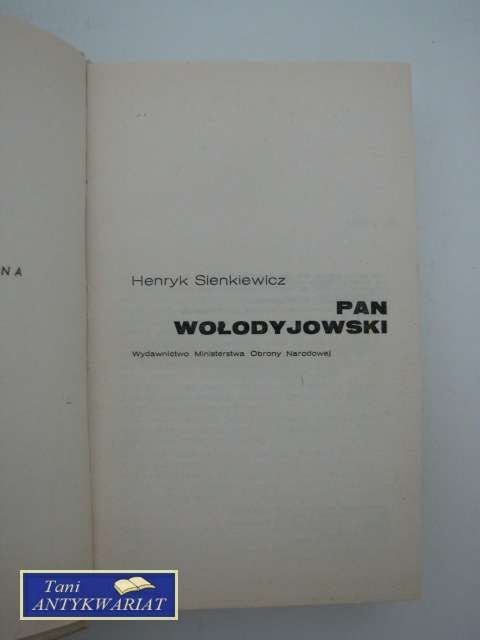 NA
Henryk Sienkiewicz
PAN
WOŁODYJOWSKI
Wydawnictwo Ministerstwa Obrony Narodowej
Tani
ANTYKWARIAT